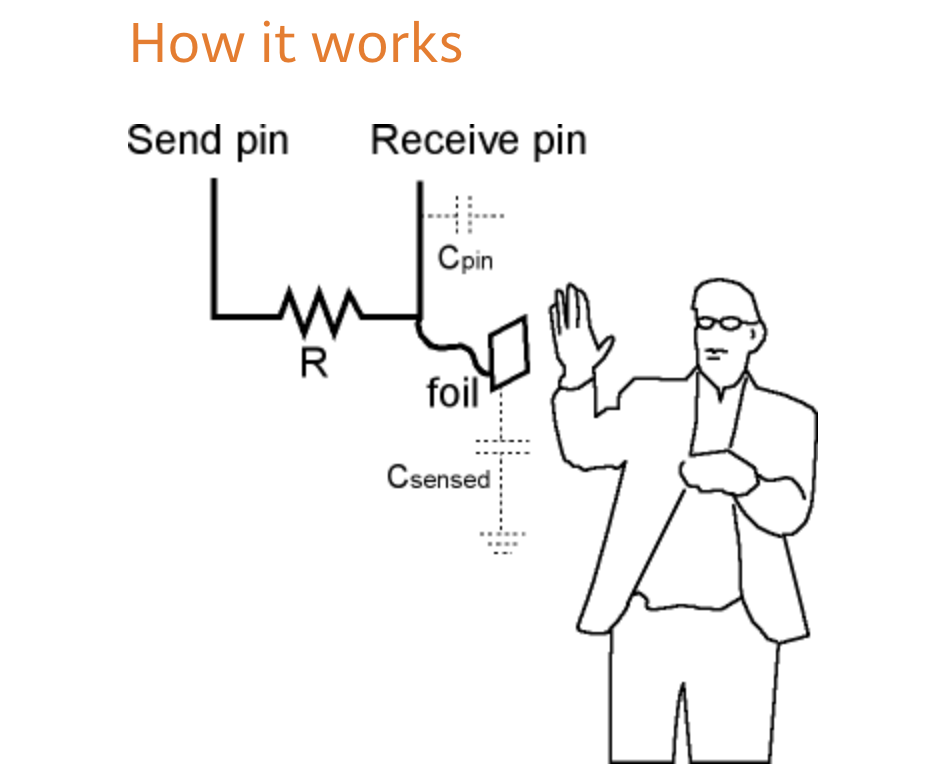 How it works
Send pin
Receive pin
Cpin
R
foil
Csensed